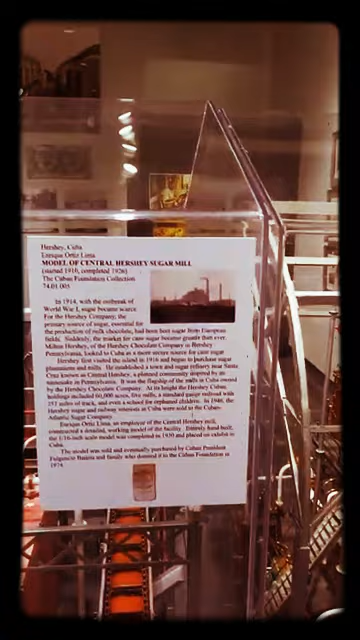 Hershey, Cuba
Enrique Ortiz Lima
MODEL OF CENTRAL HERSHEY SUGAR MILL
(started 1916, completed 1926)
The Cuban Foundation Collection
74.01.005
In 1914, with the outbreak of
World War I, sugar became scarce.
For the Hershey Company, the
primary source of sugar, essential for
the production of milk chocolate, had been beet sugar from European
fields. Suddenly, the market for cane sugar became greater than ever.
Milton Hershey, of the Hershey Chocolate Company in Hershey
Pennsylvania, looked to Cuba as a more secure source for cane sugar
Hershey first visited the island in 1916 and began to purchase sugar
plantations and mills. He established a town and sugar refinery near Santa
Cruz known as Central Hershey, a planned community inspired by its
namesake in Pennsylvania. It was the flagship of the mills in Cuba owned
by the Hershey Chocolate Company. At its height the Hershey Cuban
holdings included 60,000 acres, five mills, a standard gauge railroad with
251 miles of track, and even a school for orphaned children. In 1946, the
Hershey sugar and railway interests in Cuba were sold to the Cuban-
Atlantic Sugar Company.
Enrique Ortiz Lima, an employee of the Central Hershey mill,
constructed a detailed, working model of the facility. Entirely hand-built,
the 1/16-inch scale model was completed in 1930 and placed on exhibit in
Cuba.
The model was sold and eventually purchased by Cuban President
Fulgencio Batista and family who donated it to the Cuban Foundation in
1974.